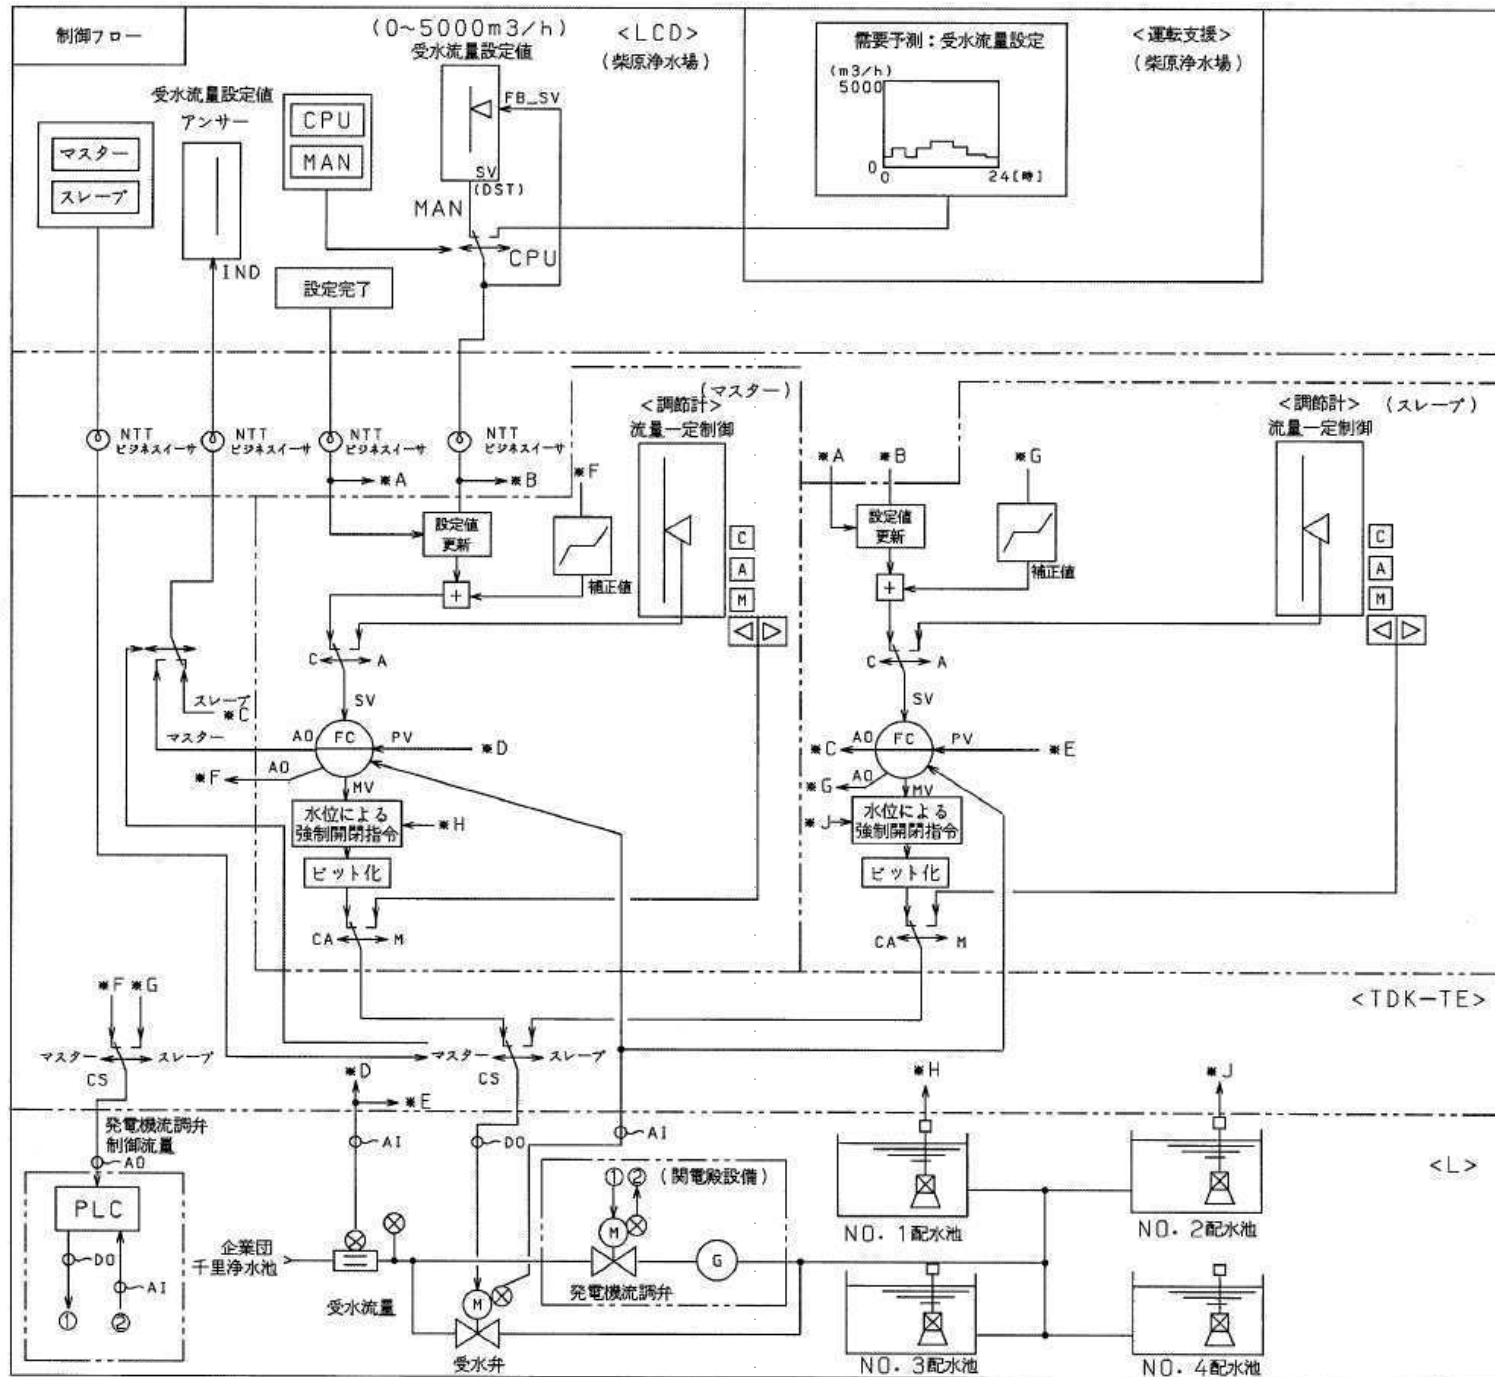 制御フロー
(0~5000m3/h)
受水流量設定値
<LCD>
(柴原浄水場)
需要予測:受水流量設定
(m3/h)
5000
0
0
24[時]
<運転支援>
(柴原浄水場)
マスター
スレーブ
受水流量設定値
アンサー
IND
CPU
MAN
FB_SV
SV
(DST)
MAN
CPU
設定完了
(マスター)
<調節計>
流量一定制御
<調節計>
(スレーブ)
流量一定制御
NTT
ビジネスイーサ
NTT
ビジネスイーサ
NTT
ビジネスイーサ
NTT
ビジネスイーサ
※A
※B
※F
※A
※B
※G
設定値
更新
補正値
+
C
A
M
設定値
更新
補正値
+
C
A
M
C
A
SV
C
A
SV
スレーブ
※C
マスター
AO
FC
PV
※D
※F
AO
MV
水位による
強制開閉指令
※H
ビット化
CA
M
※C
AO
FC
PV
※E
※G
AO
MV
※J
水位による
強制開閉指令
ビット化
CA
M
<TDK-TE>
※F
※G
マスター
スレーブ
CS
マスター
スレーブ
CS
※D
※E
※H
※J
発電機流調弁
制御流量
AO
AI
DO
AI
<L>
PLC
DO
AI
①
②
①
②
(関電殿設備)
M
G
発電機流調弁
企業団
千里浄水池
受水流量
M
受水弁
NO.1配水池
NO.2配水池
NO.3配水池
NO.4配水池